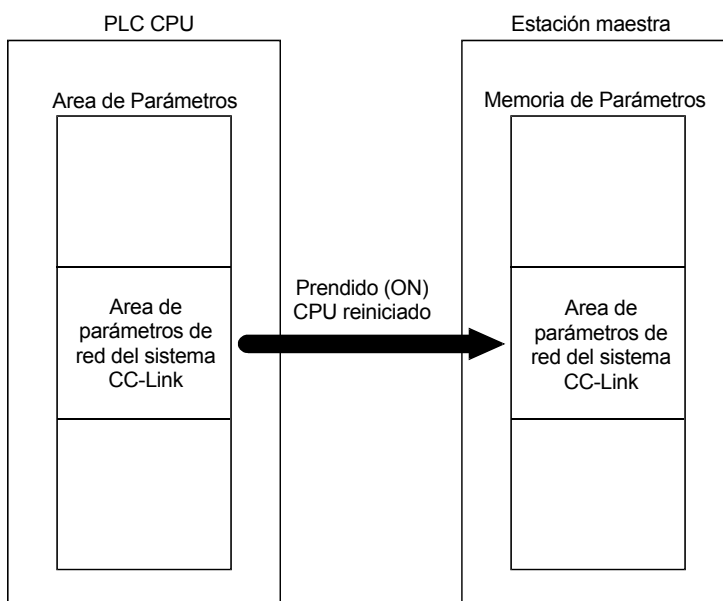 PLC CPU
Estación maestra
Area de Parámetros
Memoria de Parámetros
Area de
parámetros de
red del sistema
CC-Link
Prendido (ON)
CPU reiniciado
Area de
parámetros de
red del sistema
CC-Link